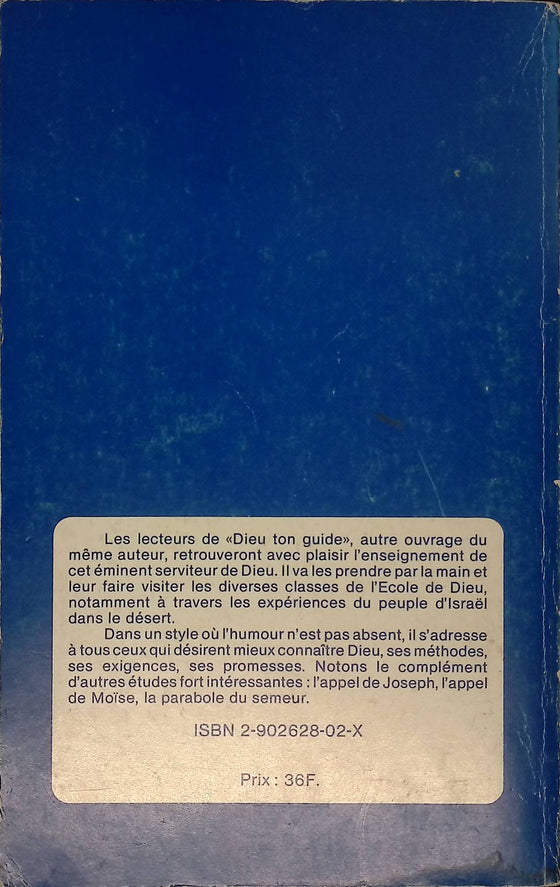 Les lecteurs de «Dieu ton guide», autre ouvrage du
même auteur, retrouveront avec plaisir l'enseignement de
cet éminent serviteur de Dieu. Il va les prendre par la main et
leur faire visiter les diverses classes de l'Ecole de Dieu,
notamment à travers les expériences du peuple d'Israël
dans le désert.
Dans un style où l'humour n'est pas absent, il s'adresse
à tous ceux qui désirent mieux connaître Dieu, ses méthodes,
ses exigences, ses promesses. Notons le complément
d'autres études fort intéressantes : l'appel de Joseph, l'appel
de Moïse, la parabole du semeur.
ISBN 2-902628-02-X
Prix : 36F.